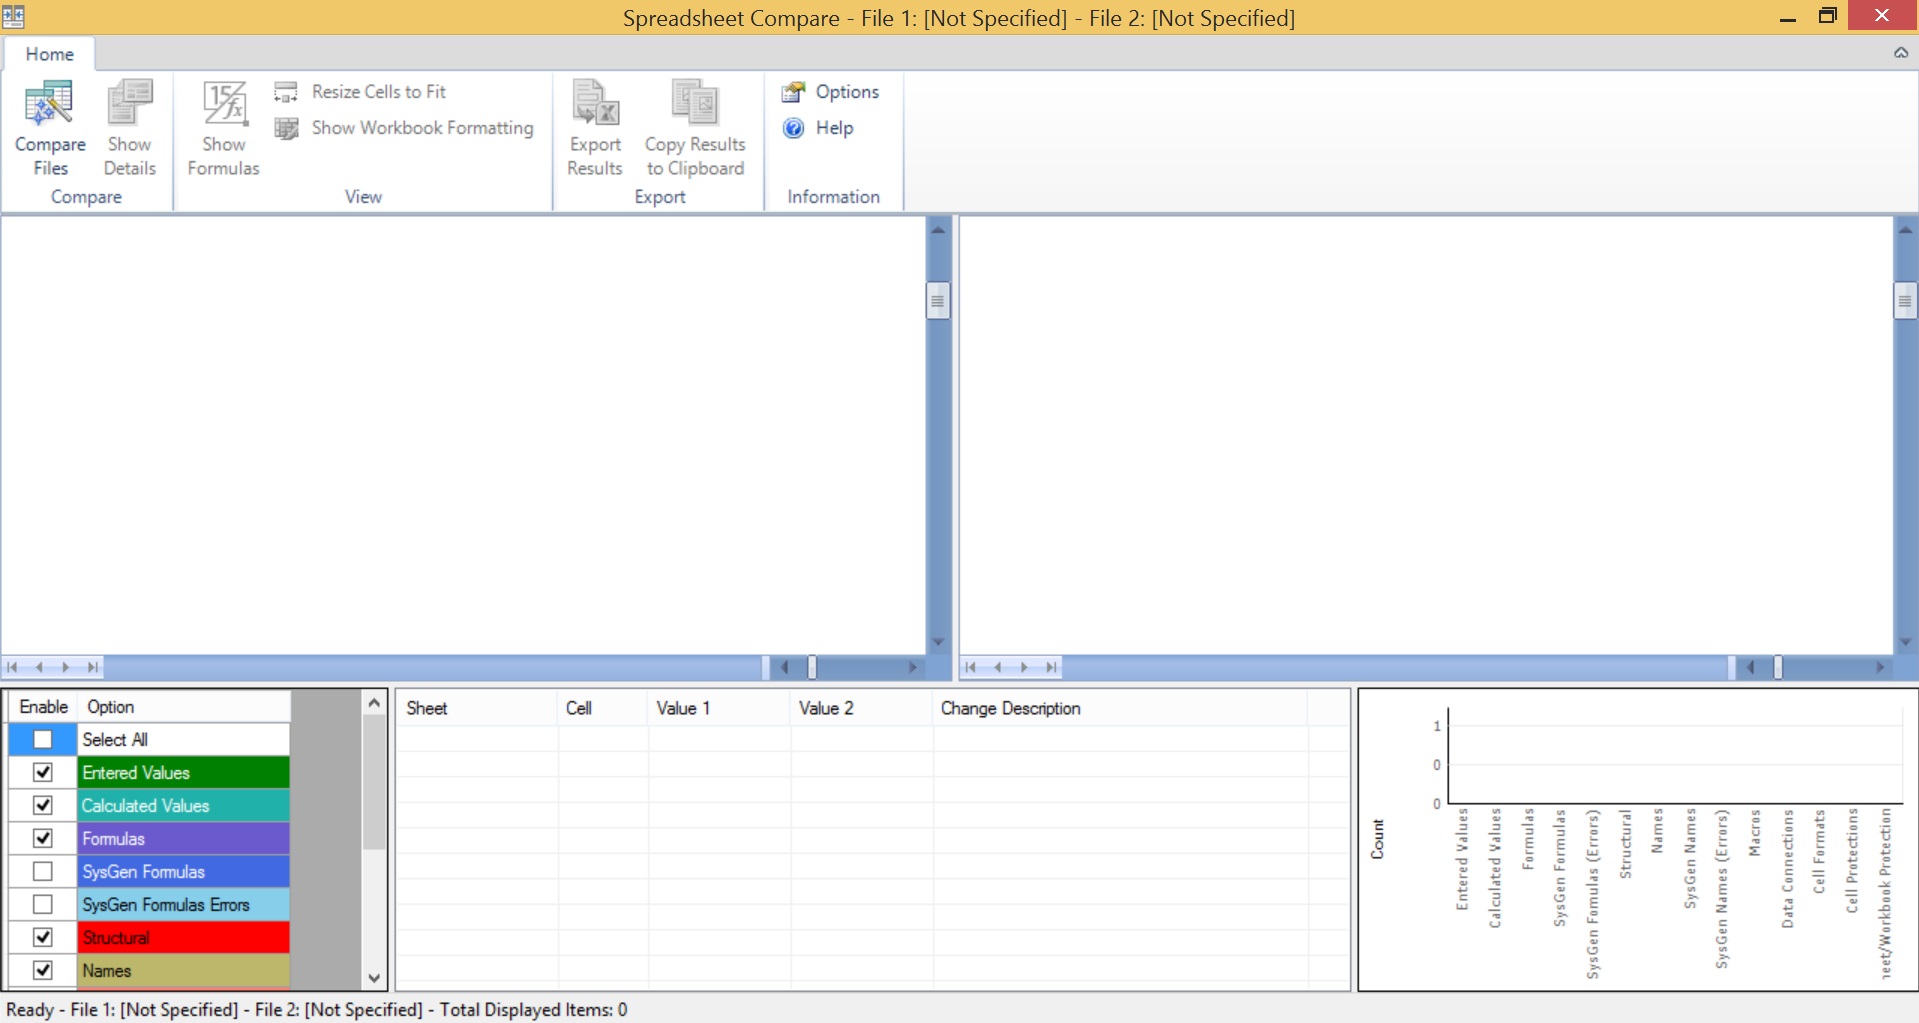 Spreadsheet Compare - File 1: [Not Specified] - File 2: [Not Specified]
Home
Compare Files
Show Details
Compare
Show Formulas
Resize Cells to Fit
Show Workbook Formatting
View
Export Results
Copy Results to Clipboard
Export
Options
Help
Information
Enable Option
Select All
Entered Values
Calculated Values
Formulas
SysGen Formulas
SysGen Formulas Errors
Structural
Names
Sheet Cell Value 1 Value 2 Change Description
Count
1
0
0
Entered Values
Calculated Values
Formulas
SysGen Formulas
SysGen Fomulas (Errors)
Structural
Names
SysGen Names
SysGen Names (Errors)
Macros
Data Connections
Cell Formats
Cell Protections
neet/Workbook Protection
Ready - File 1: [Not Specified] - File 2: [Not Specified] - Total Displayed Items: 0